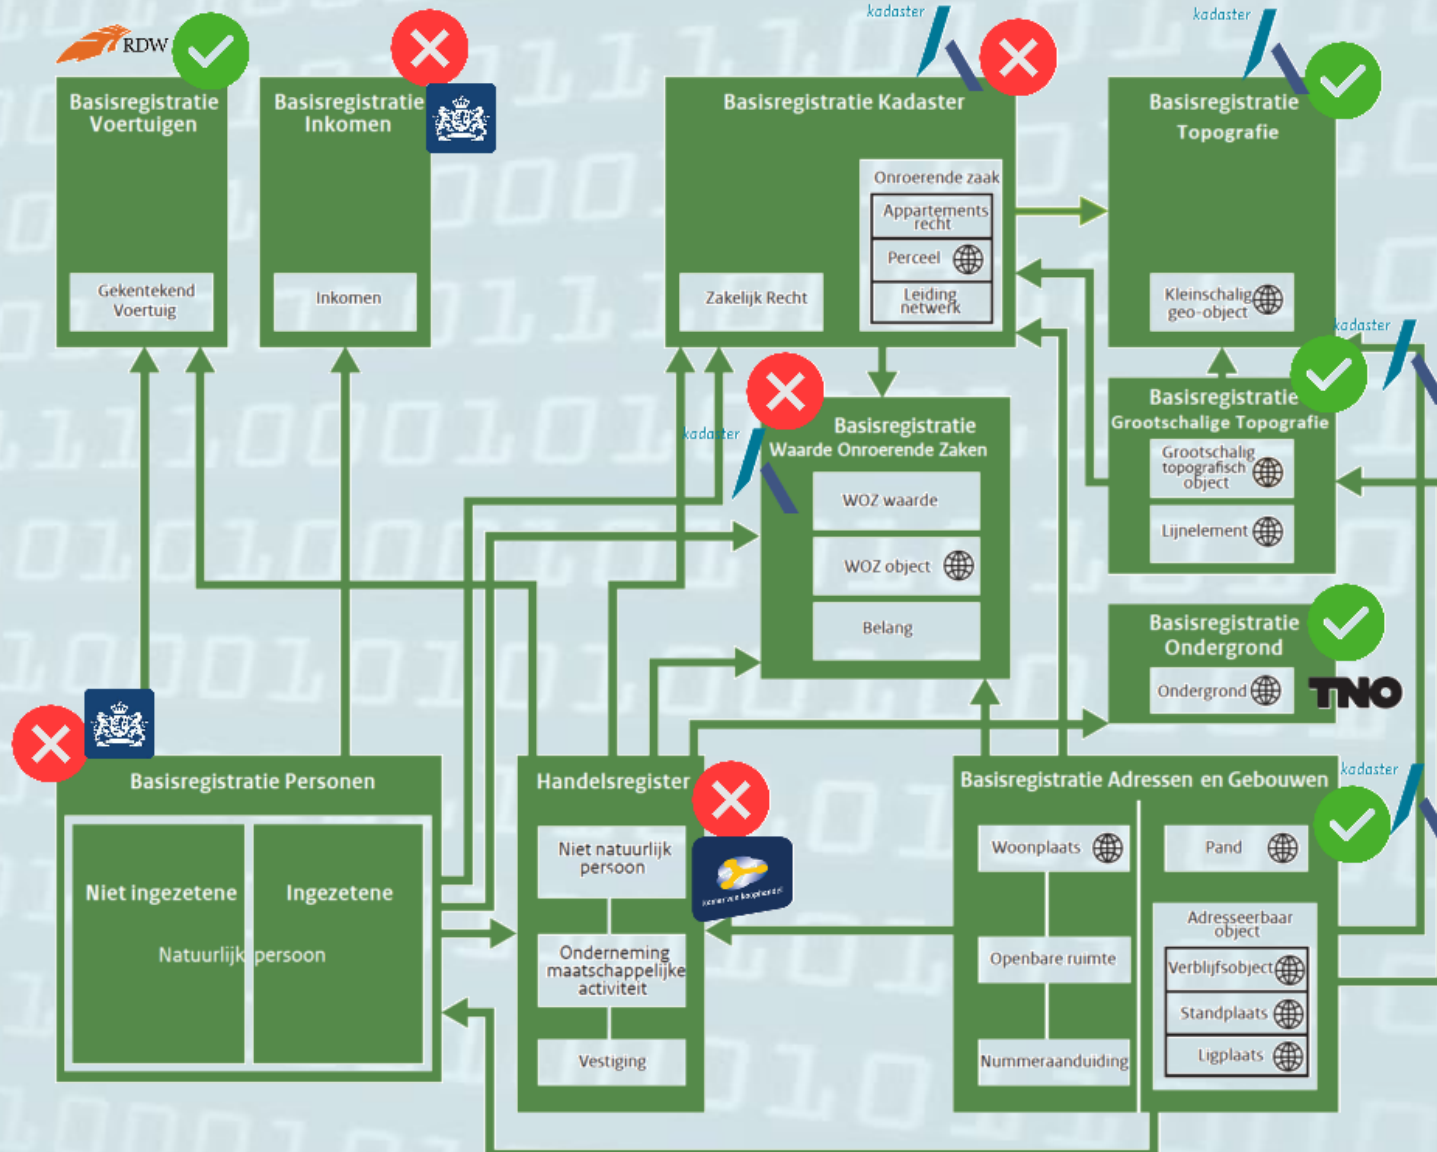 kadaster
kadaster
RDW
Basisregistratie
Voertuigen
Gekentekend
Voertuig
Basisregistratie
Inkomen
Inkomen
Basisregistratie Kadaster
Zakelijk Recht
Onroerende zaak
Appartements
recht
Perceel
Leiding
netwerk
Basisregistratie
Topografie
Kleinschalig
geo-object
kadaster
Basisregistratie
Grootschalige Topografie
Grootschalig
topografisch
object
Lijnelement
kadaster
Basisregistratie
Waarde Onroerende Zaken
WOZ waarde
WOZ object
Belang
Basisregistratie
Ondergrond
Ondergrond
TNO
Basisregistratie Personen
Niet ingezetene
Ingezetene
Natuurlijk persoon
Handelsregister
Niet natuurlijk
persoon
Onderneming
maatschappelijke
activiteit
Vestiging
kamer van koophandel
Basisregistratie Adressen en Gebouwen
kadaster
Woonplaats
Openbare ruimte
Nummeraanduiding
Pand
Adresseerbaar
object
Verblijfsobject
Standplaats
Ligplaats